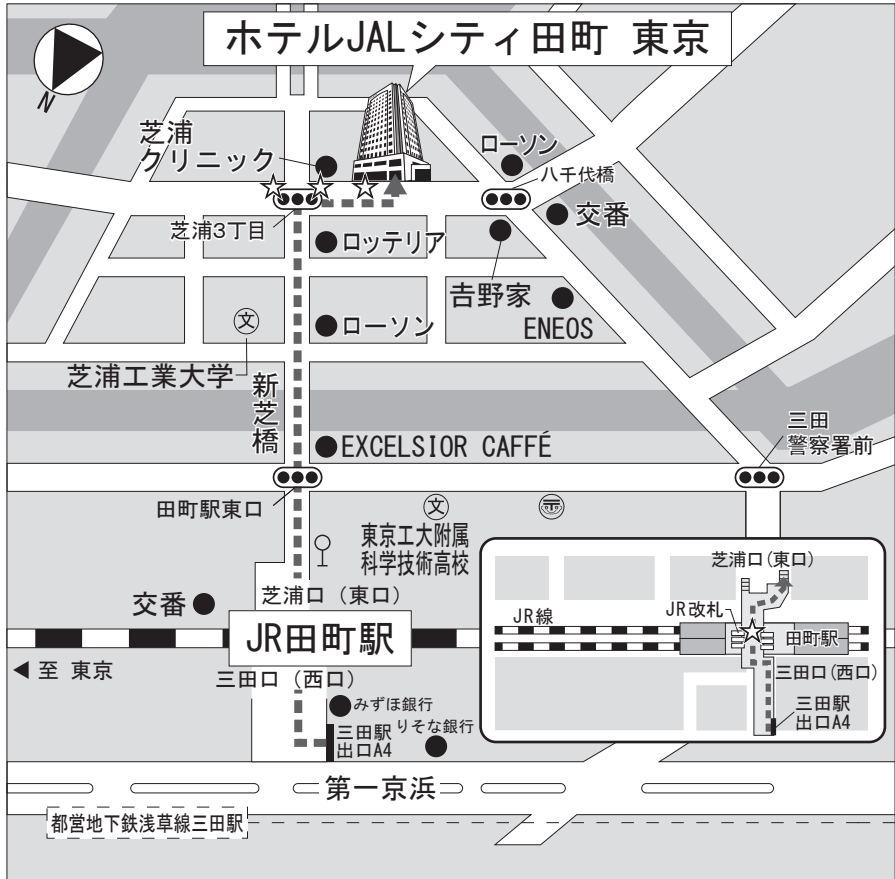 ホテルJALシティ田町 東京
N
芝浦
クリニック
ローソン
八千代橋
交番
芝浦3丁目
ロッテリア
吉野家
ENEOS
文
ローソン
芝浦工業大学
新芝橋
EXCELSIOR CAFFÉ
三田
警察署前
田町駅東口
文
〒
東京工大附属
科学技術高校
芝浦口（東口）
交番
JR田町駅
◀ 至 東京
三田口（西口）
みずほ銀行
りそな銀行
三田駅
出口A4
第一京浜
都営地下鉄浅草線三田駅
芝浦口(東口)
JR線
JR改札
田町駅
三田口(西口)
三田駅
出口A4